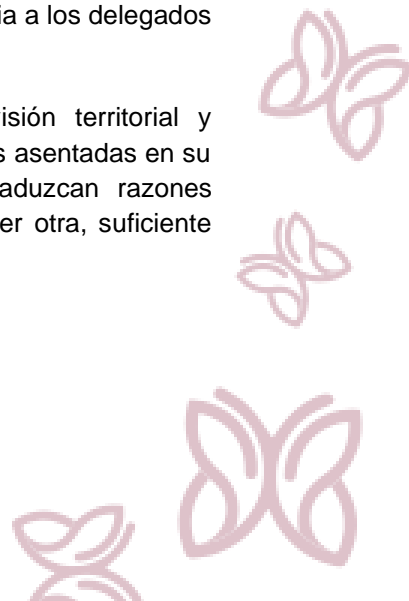 ia a los delegados
isión territorial y
s asentadas en su
aduzcan razones
er otra, suficiente